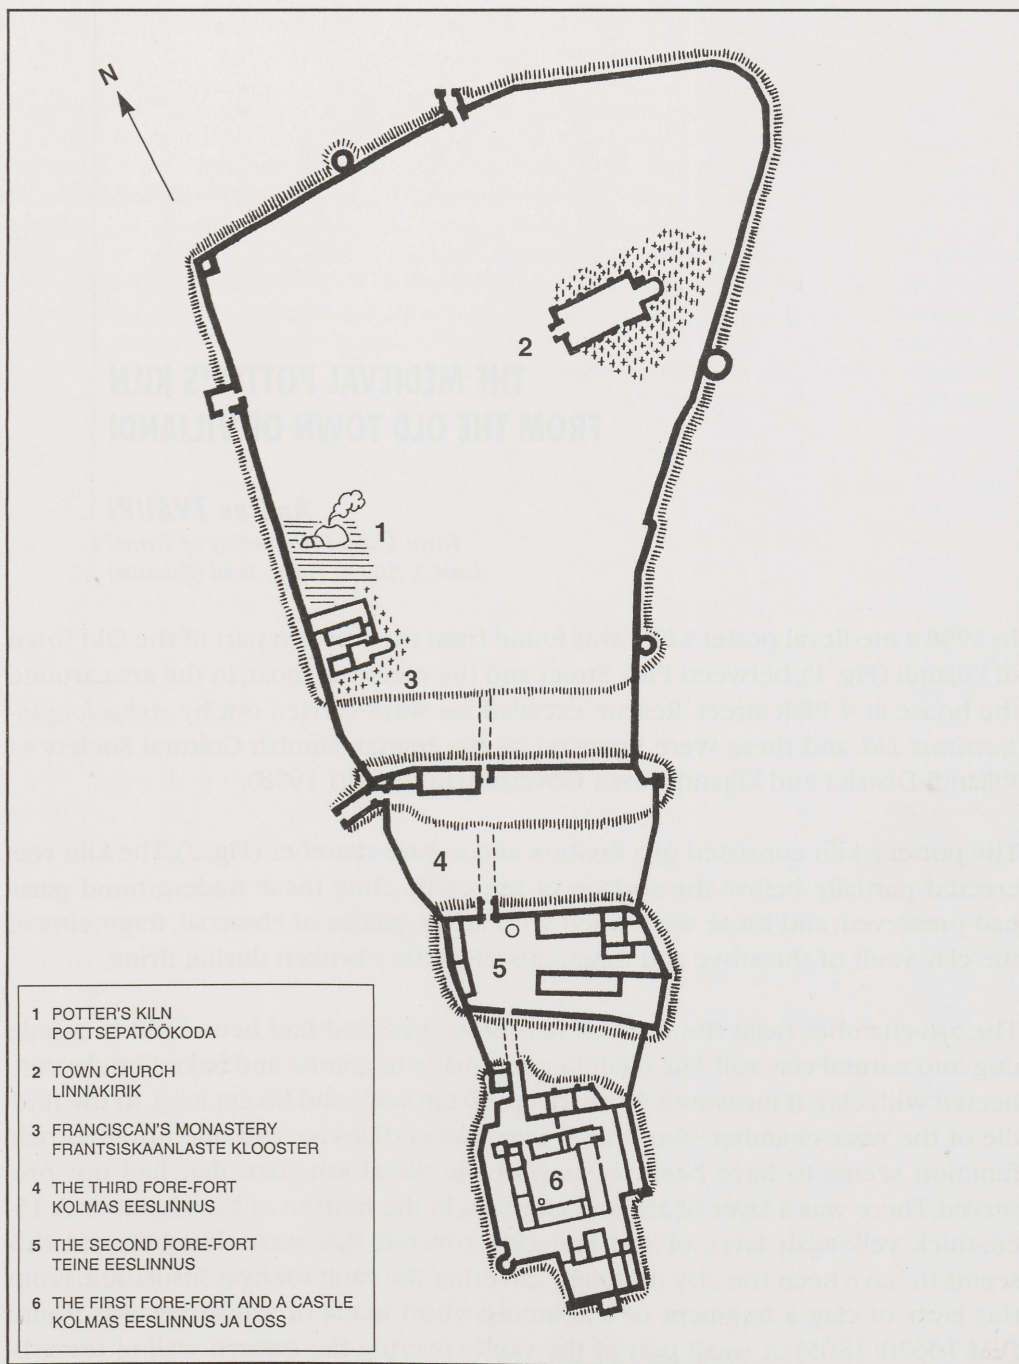 N
2
1
3
4
5
6
1 POTTER'S KILN
POTTSEPATÖÖKODA
2 TOWN CHURCH
LINNAKIRIK
3 FRANCISCAN'S MONASTERY
FRANTSISKAANLASTE KLOOSTER
4 THE THIRD FORE-FORT
KOLMAS EESLINNUS
5 THE SECOND FORE-FORT
TEINE EESLINNUS
6 THE FIRST FORE-FORT AND A CASTLE
KOLMAS EESLINNUS JA LOSS